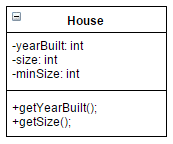 House
-yearBuilt: int
-size: int
-minSize: int
+getYearBuilt();
+getSize();